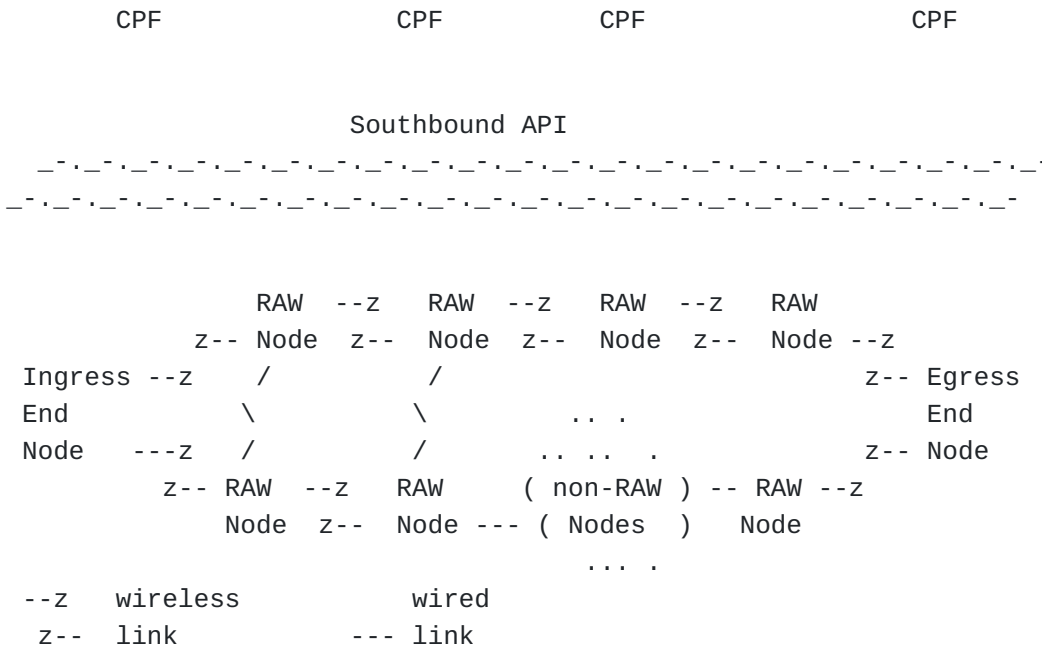 CPF CPF CPF CPF
Southbound API
_-._-._-._-._-._-._-._-._-._-._-._-._-._-._-._-._-._-._-._-._-._-
_-._-._-._-._-._-._-._-._-._-._-._-._-._-._-._-._-._-._-._-._-._-
RAW --z RAW --z RAW --z RAW
z-- Node z-- Node z-- Node z-- Node --z
Ingress --z / / z-- Egress
End \ \ .. . End
Node ---z / / .. .. . z-- Node
z-- RAW --z RAW ( non-RAW ) -- RAW --z
Node z-- Node --- ( Nodes ) Node
... .
--z wireless wired
z-- link --- link